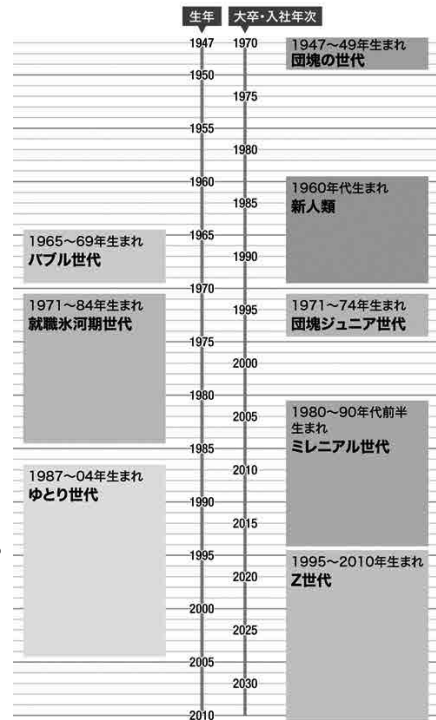 生年
大卒・入社年次
1947
1970
1950
1975
1955
1980
1960
1985
1965
1990
1970
1995
1975
2000
1980
2005
1985
2010
1990
2015
1995
2020
2000
2025
2005
2030
2010
1965～69年生まれ
バブル世代
1971～84年生まれ
就職氷河期世代
1987～04年生まれ
ゆとり世代
1947～49年生まれ
団塊の世代
1960年代生まれ
新人類
1971～74年生まれ
団塊ジュニア世代
1980～90年代前半
生まれ
ミレニアル世代
1995～2010年生まれ
Z世代